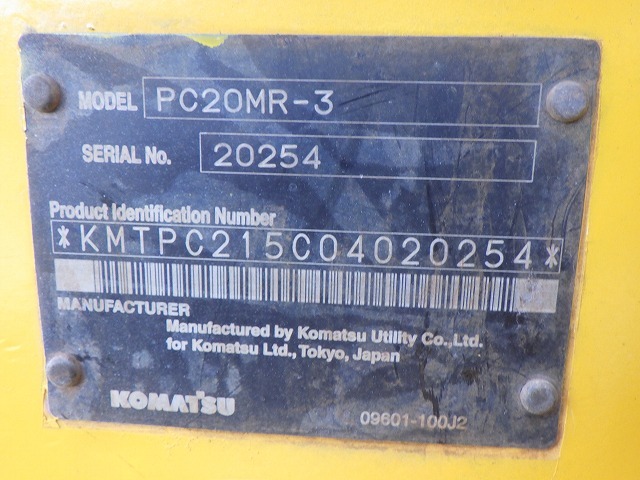 MODEL PC20MR-3
SERIAL No. 20254
Product Identification Number
*KMTPC215C04020254*
MANUFACTURER
Manufactured by Komatsu Utility Co.,Ltd.
for Komatsu Ltd., Tokyo, Japan
KOMATSU
09601-100J2